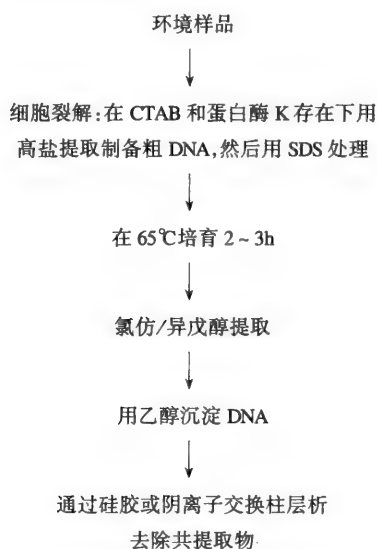 环境样品
细胞裂解:在 CTAB 和蛋白酶 K 存在下用
高盐提取制备粗 DNA,然后用 SDS 处理
在 65℃培育 2~3h
氯仿/异戊醇提取
用乙醇沉淀 DNA
通过硅胶或阴离子交换柱层析
去除共提取物